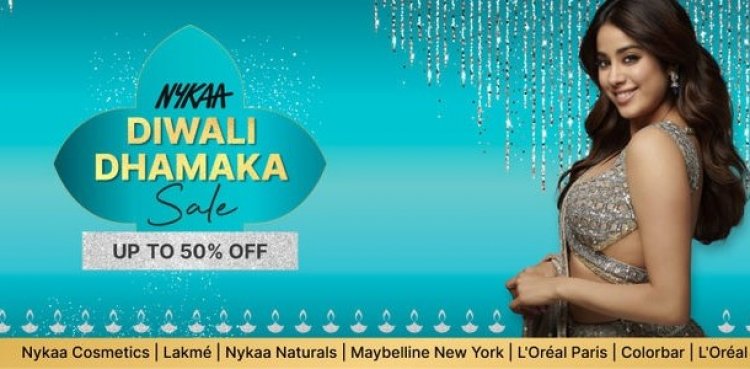 NYKAA
DIWALI
DHAMAKA
Sale
UP TO 50% OFF
Nykaa Cosmetics | Lakmé | Nykaa Naturals | Maybelline New York | L'Oréal Paris | Colorbar | L'Oréal